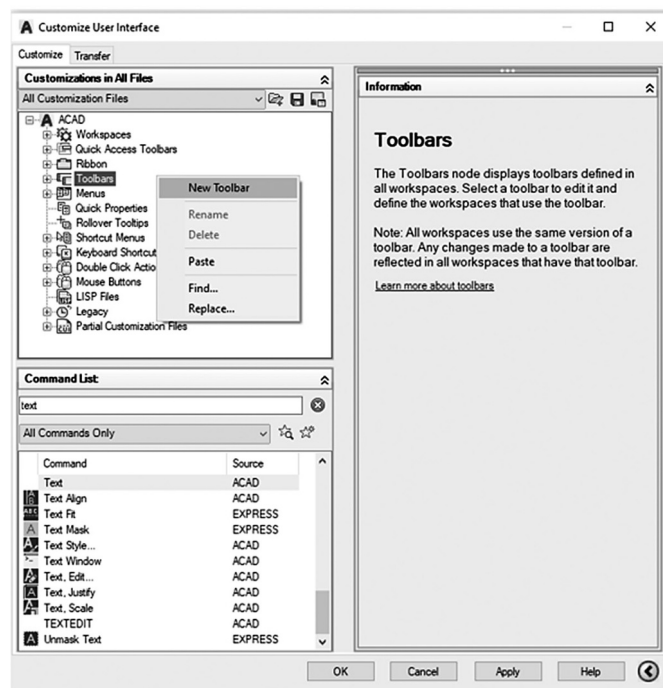 Customize User Interface
Customize Transfer
Customizations in All Files
All Customization Files
ACAD
Workspaces
Quick Access Toolbars
Ribbon
Toolbars
Menus
Quick Properties
Rollover Tooltips
Shortcut Menus
Keyboard Shortcut
Double Click Actio
Mouse Buttons
LISP Files
Legacy
Partial Customization Files
New Toolbar
Rename
Delete
Paste
Find...
Replace...
Command List:
text
All Commands Only
Command Source
Text ACAD
Text Align ACAD
Text Fit EXPRESS
Text Mask EXPRESS
Text Style... ACAD
Text Window ACAD
Text, Edit... ACAD
Text, Justify ACAD
Text, Scale ACAD
TEXTEDIT ACAD
Unmask Text EXPRESS
Information
Toolbars
The Toolbars node displays toolbars defined in
all workspaces. Select a toolbar to edit it and
define the workspaces that use the toolbar.
Note: All workspaces use the same version of a
toolbar. Any changes made to a toolbar are
reflected in all workspaces that have that toolbar.
Learn more about toolbars
OK Cancel Apply Help